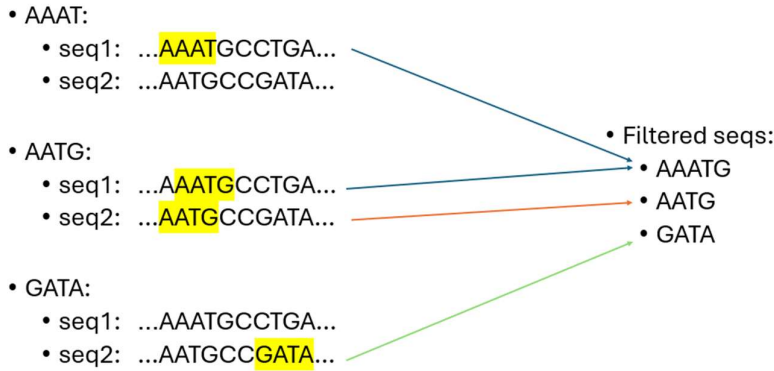 • AAAT:
• seq1: ...AAATGCCTGA...
• seq2: ...AATGCCGATA...
• AATG:
• seq1: ...AAATGCCTGA...
• seq2: ...AATGCCGATA...
• GATA:
• seq1: ...AAATGCCTGA...
• seq2: ...AATGCCGATA...
• Filtered seqs:
• AAATG
• AATG
• GATA